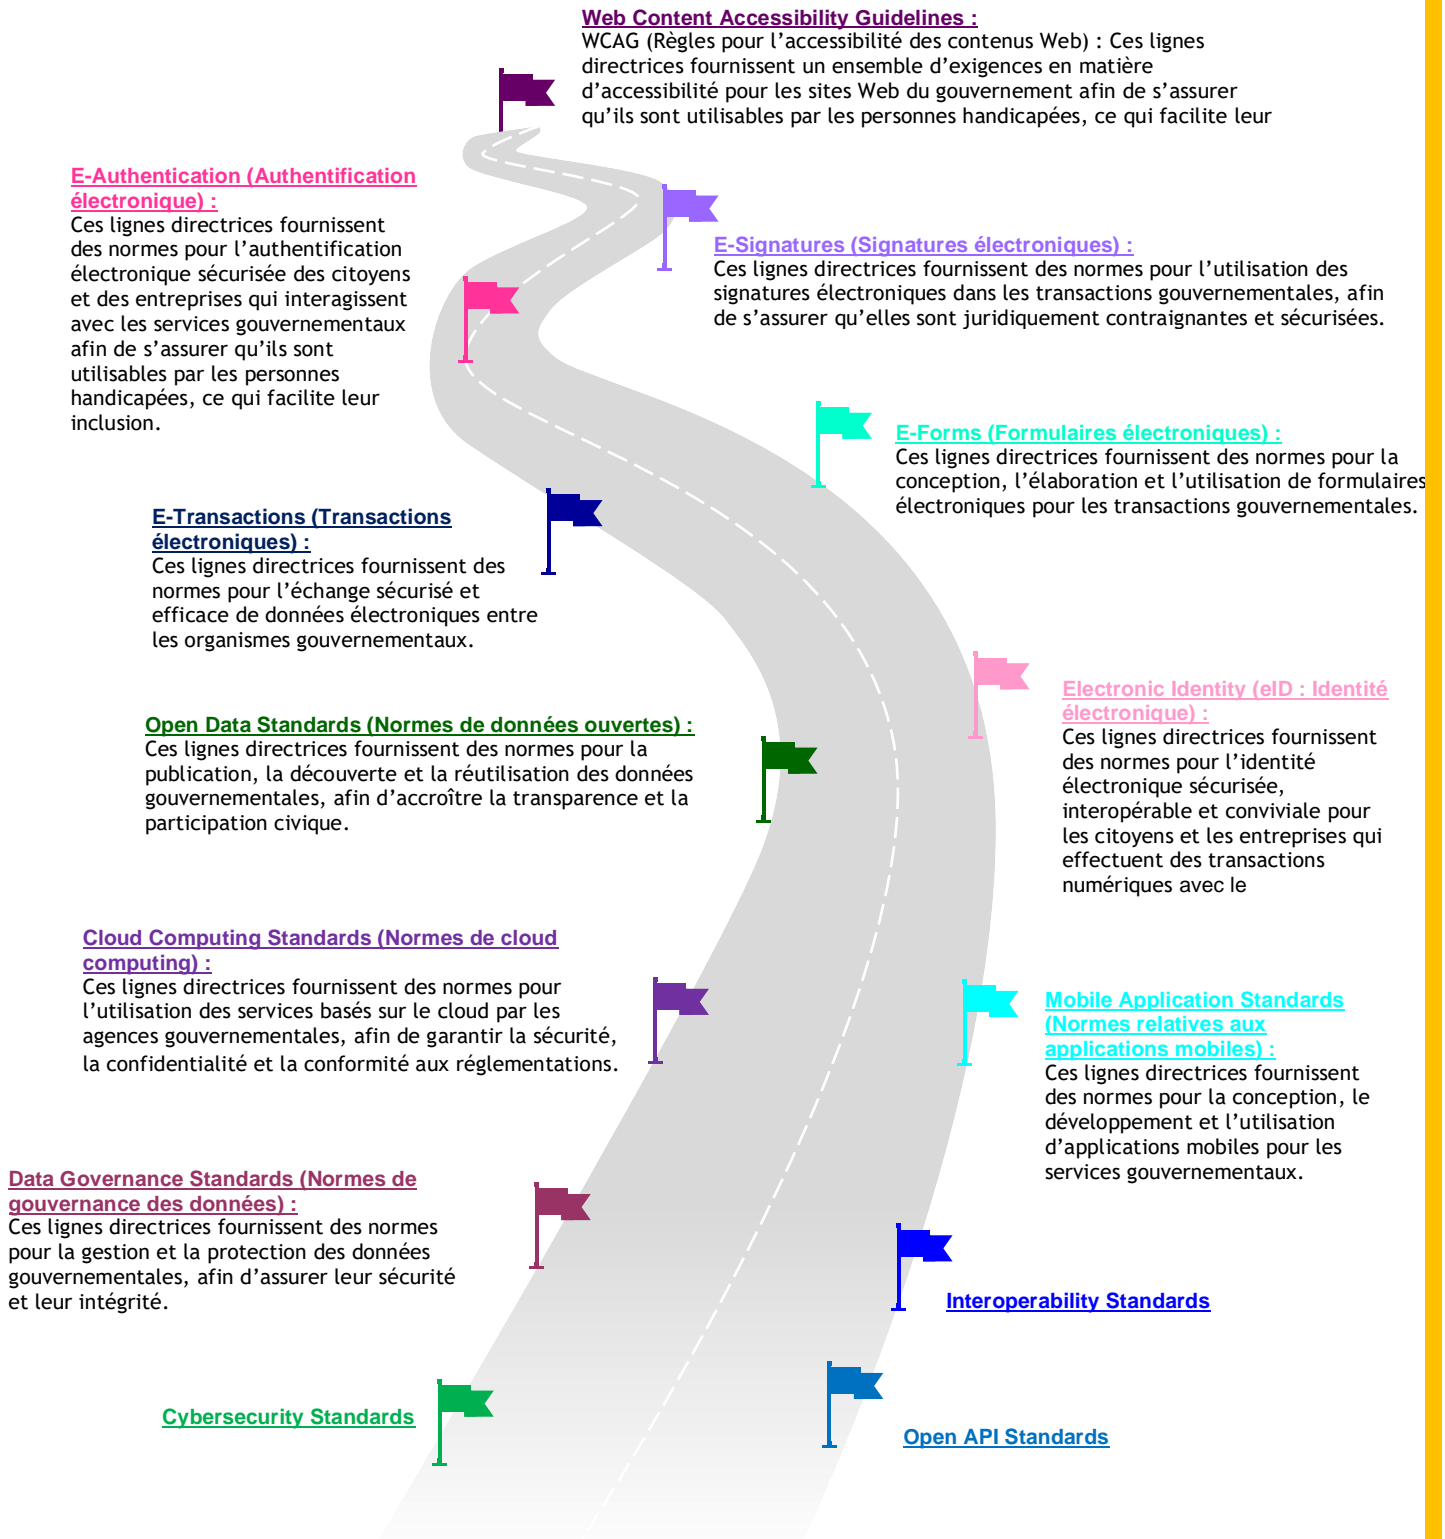 Web Content Accessibility Guidelines :
WCAG (Règles pour l’accessibilité des contenus Web) : Ces lignes
directrices fournissent un ensemble d’exigences en matière
d’accessibilité pour les sites Web du gouvernement afin de s’assurer
qu’ils sont utilisables par les personnes handicapées, ce qui facilite leur
E-Authentication (Authentification
électronique) :
Ces lignes directrices fournissent
des normes pour l’authentification
électronique sécurisée des citoyens
et des entreprises qui interagissent
avec les services gouvernementaux
afin de s’assurer qu’ils sont
utilisables par les personnes
handicapées, ce qui facilite leur
inclusion.
E-Signatures (Signatures électroniques) :
Ces lignes directrices fournissent des normes pour l’utilisation des
signatures électroniques dans les transactions gouvernementales, afin
de s’assurer qu’elles sont juridiquement contraignantes et sécurisées.
E-Forms (Formulaires électroniques) :
Ces lignes directrices fournissent des normes pour la
conception, l’élaboration et l’utilisation de formulaires
électroniques pour les transactions gouvernementales.
E-Transactions (Transactions
électroniques) :
Ces lignes directrices fournissent des
normes pour l’échange sécurisé et
efficace de données électroniques entre
les organismes gouvernementaux.
Electronic Identity (eID : Identité
électronique) :
Ces lignes directrices fournissent
des normes pour l’identité
électronique sécurisée,
interopérable et conviviale pour
les citoyens et les entreprises qui
effectuent des transactions
numériques avec le
Open Data Standards (Normes de données ouvertes) :
Ces lignes directrices fournissent des normes pour la
publication, la découverte et la réutilisation des données
gouvernementales, afin d’accroître la transparence et la
participation civique.
Cloud Computing Standards (Normes de cloud
computing) :
Ces lignes directrices fournissent des normes pour
l’utilisation des services basés sur le cloud par les
agences gouvernementales, afin de garantir la sécurité,
la confidentialité et la conformité aux réglementations.
Mobile Application Standards
(Normes relatives aux
applications mobiles) :
Ces lignes directrices fournissent
des normes pour la conception, le
développement et l’utilisation
d’applications mobiles pour les
services gouvernementaux.
Data Governance Standards (Normes de
gouvernance des données) :
Ces lignes directrices fournissent des normes
pour la gestion et la protection des données
gouvernementales, afin d’assurer leur sécurité
et leur intégrité.
Interoperability Standards
Cybersecurity Standards
Open API Standards